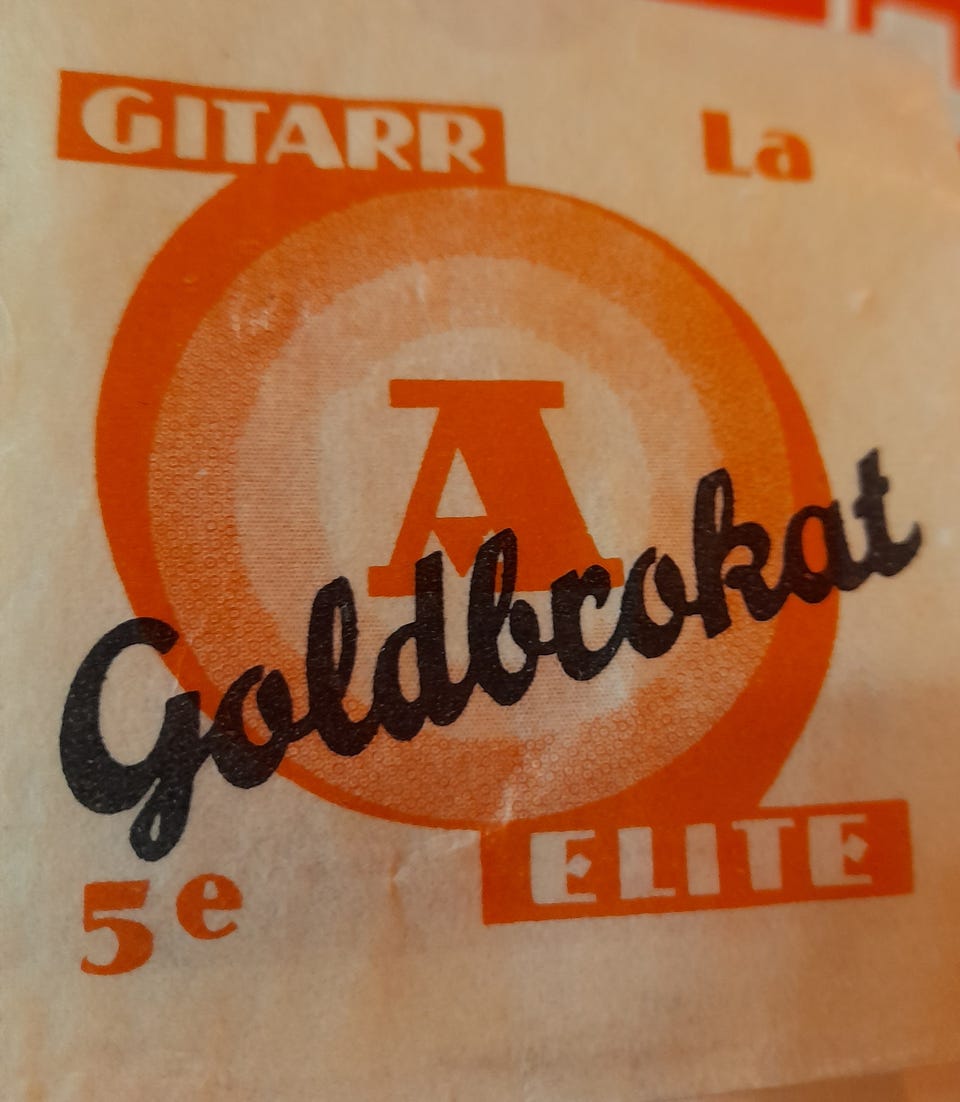 GITARR
La
A
Goldbrokat
5e
ELITE